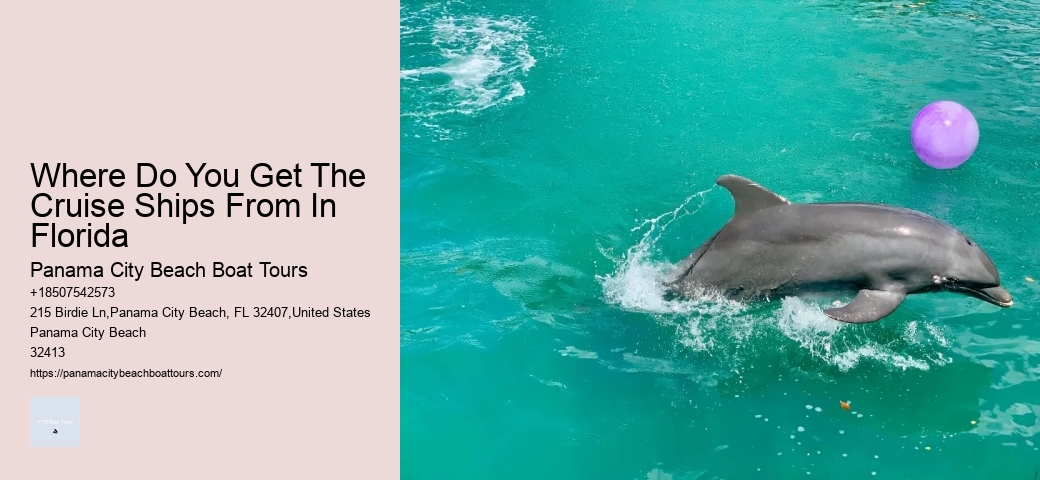 Where Do You Get The
Cruise Ships From In
Florida
Panama City Beach Boat Tours
+18507542573
215 Birdie Ln,Panama City Beach, FL 32407,United States
Panama City Beach
32413
https://panamacitybeachboattours.com/